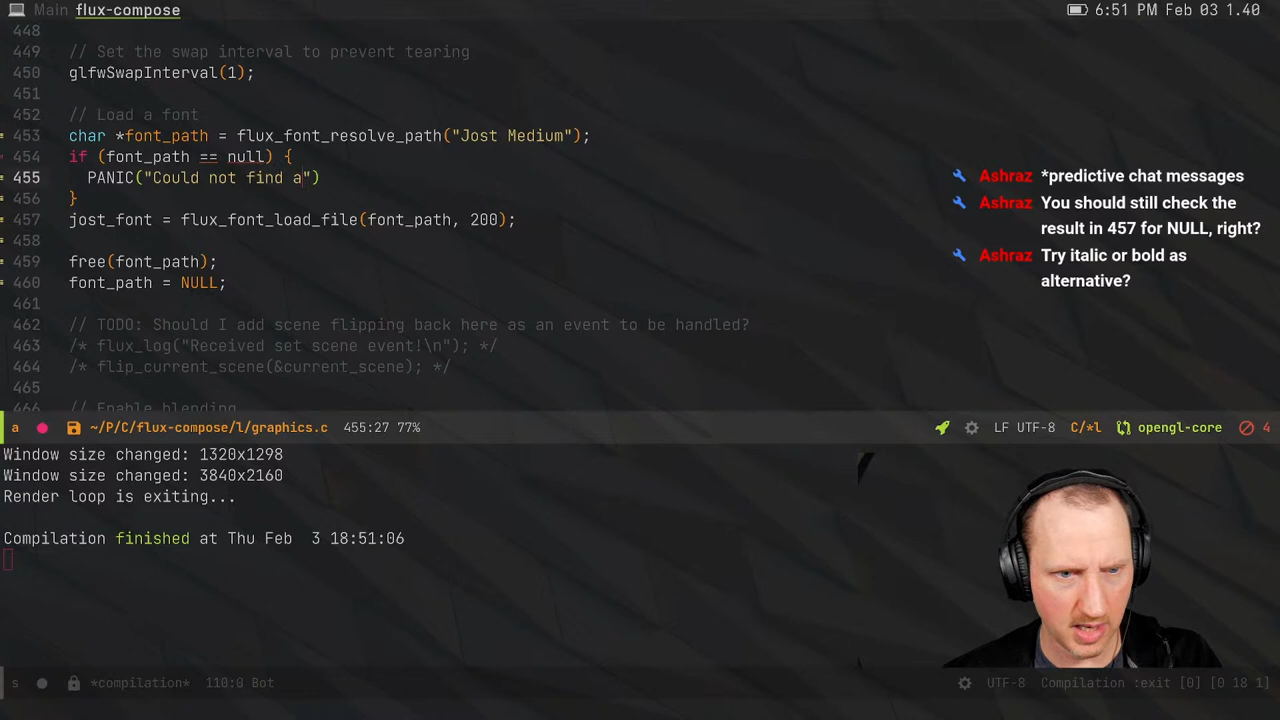 Main flux-compose
6:51 PM Feb 03 1.40
448
449 // Set the swap interval to prevent tearing
450 glfwSwapInterval(1);
451
452 // Load a font
453 char *font_path = flux_font_resolve_path("Jost Medium");
454 if (font_path == null) {
455 PANIC("Could not find a")
456 }
457 jost_font = flux_font_load_file(font_path, 200);
458
459 free(font_path);
460 font_path = NULL;
461
462 // TODO: Should I add scene flipping back here as an event to be handled?
463 /* flux_log("Received set scene event!\n"); */
464 /* flip_current_scene(&current_scene); */
465
466 // Enable blending
Ashraz *predictive chat messages
Ashraz You should still check the
result in 457 for NULL, right?
Ashraz Try italic or bold as
alternative?
a ~/P/C/flux-compose/l/graphics.c 455:27 77% LF UTF-8 C/*l opengl-core 4
Window size changed: 1320x1298
Window size changed: 3840x2160
Render loop is exiting...
Compilation finished at Thu Feb  3 18:51:06
s *compilation* 110:0 Bot UTF-8 Compilation :exit [0] [0 18 1]